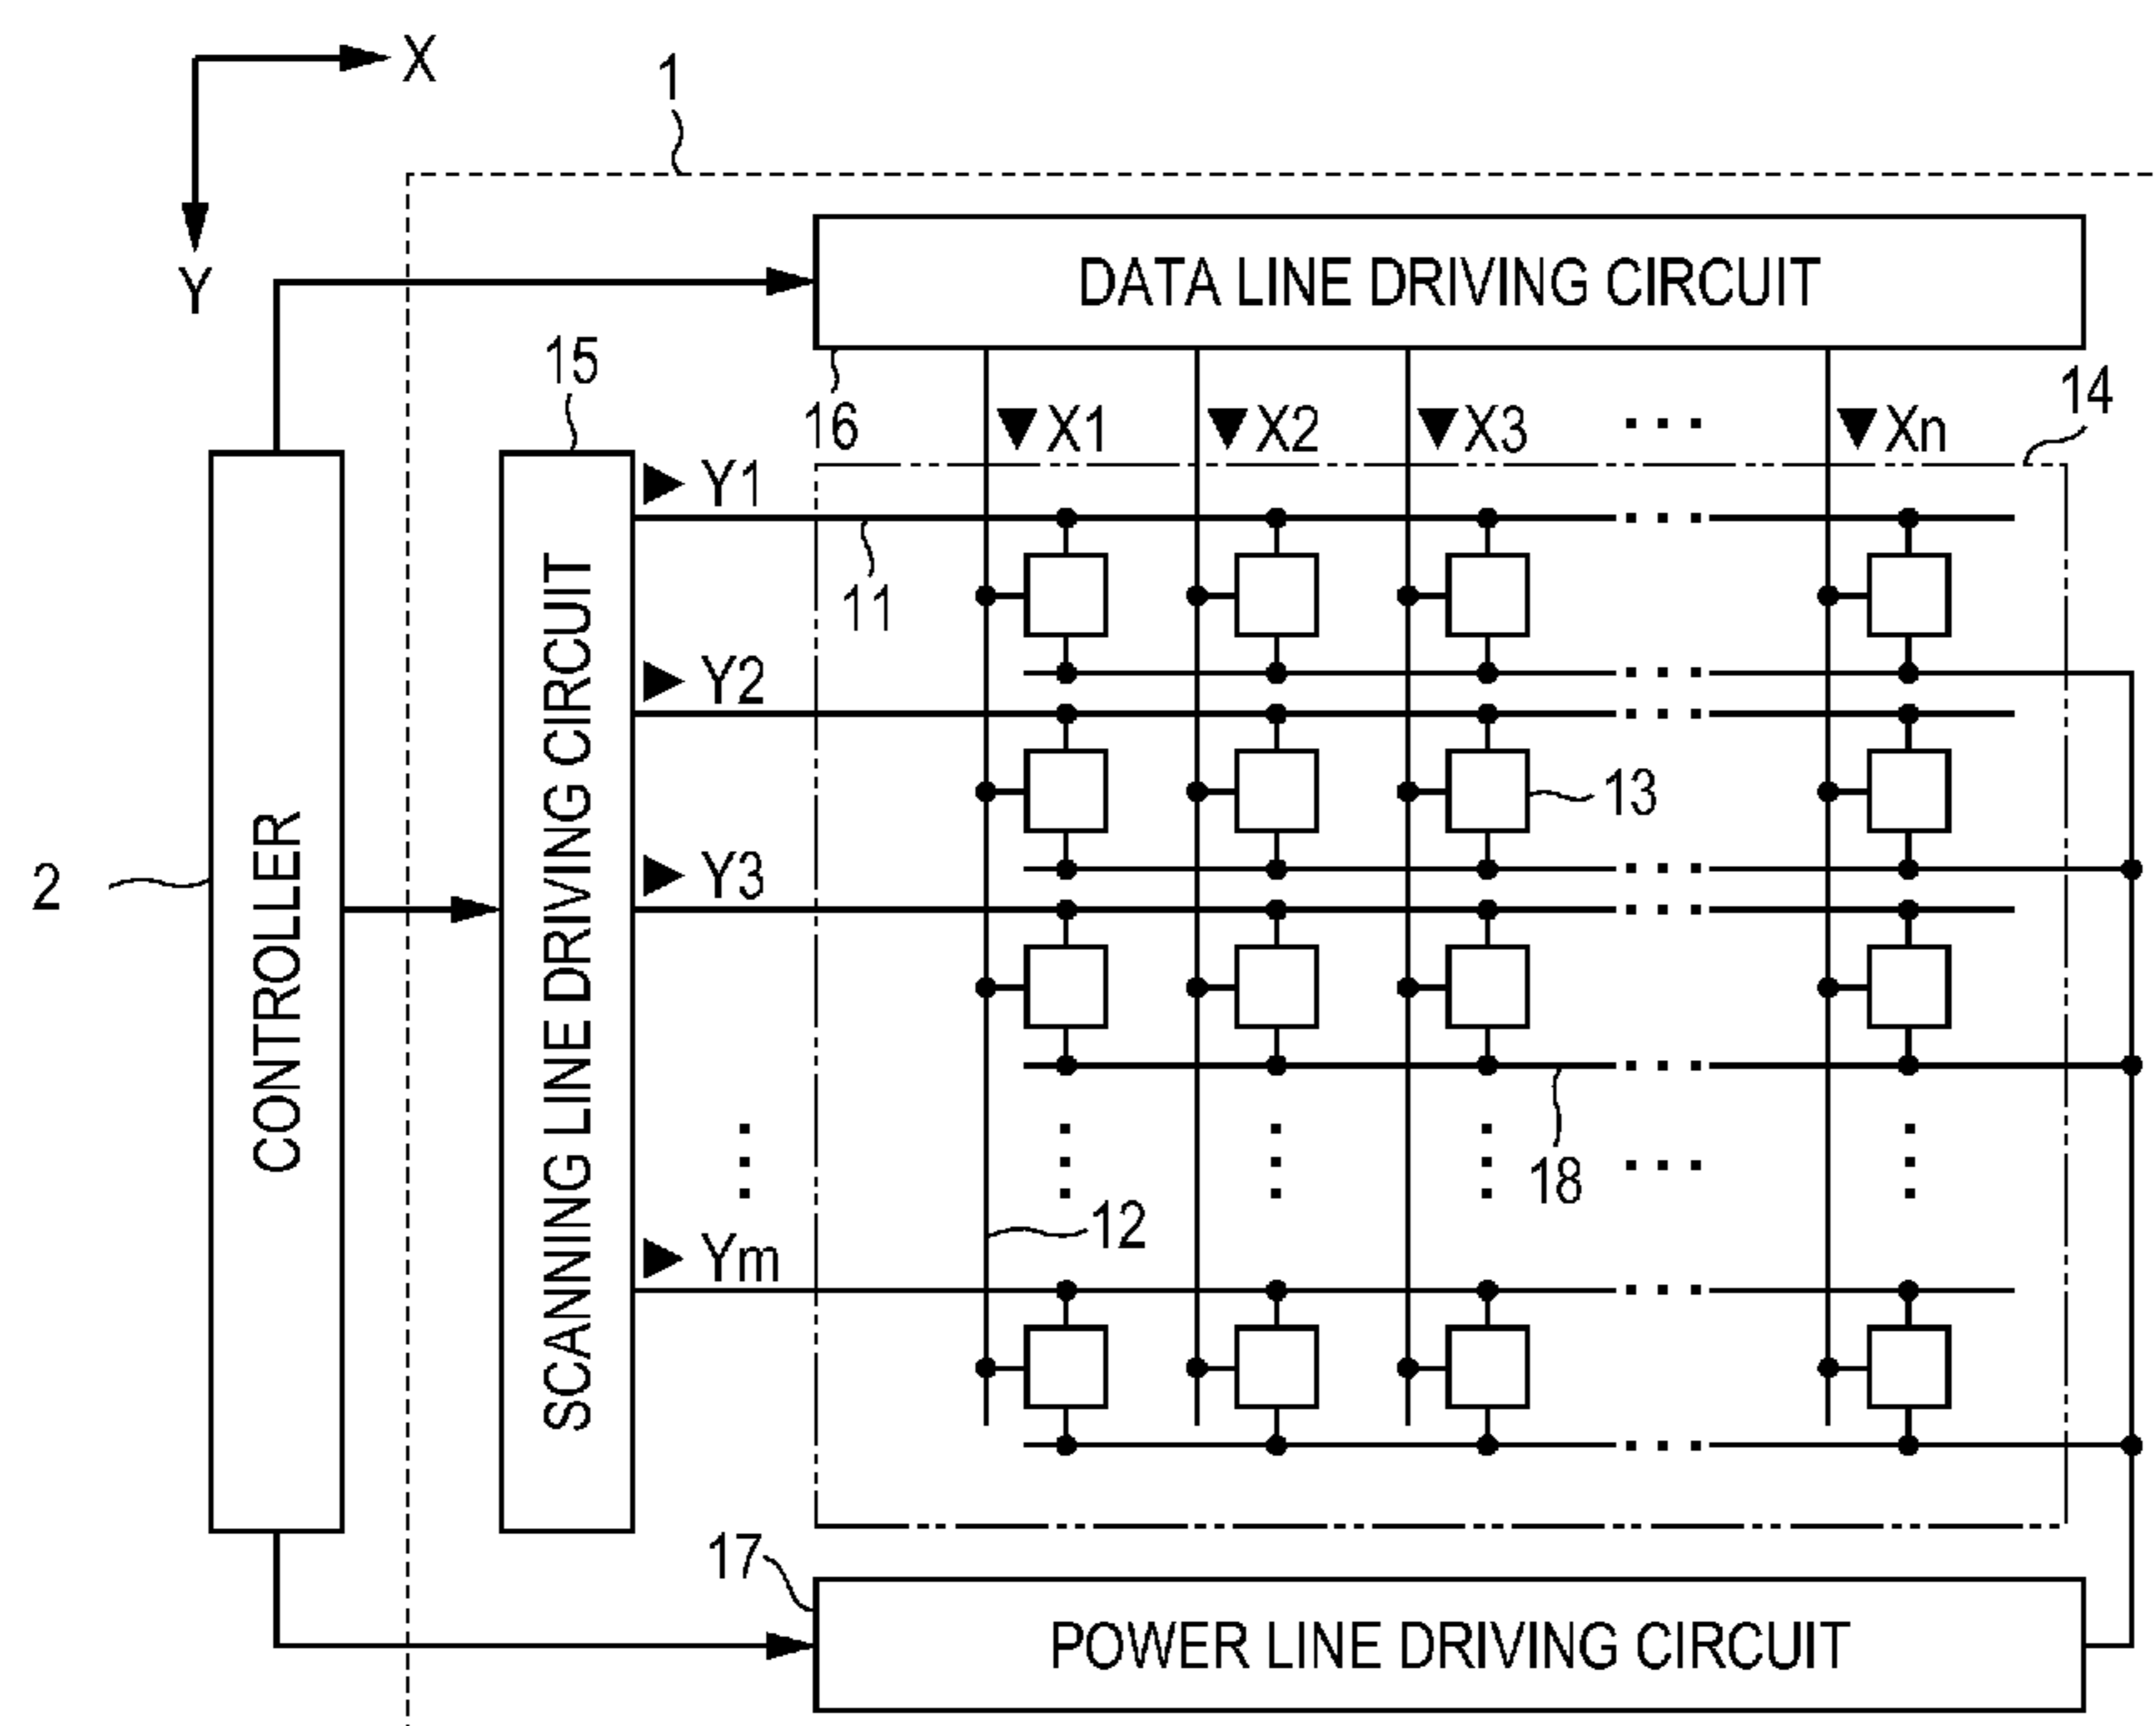 X
1
Y
DATA LINE DRIVING CIRCUIT
15
16
X1 X2 X3 ... Xn
14
Y1
11
Y2
13
Y3
2
CONTROLLER
SCANNING LINE DRIVING CIRCUIT
18
12
Ym
17
POWER LINE DRIVING CIRCUIT